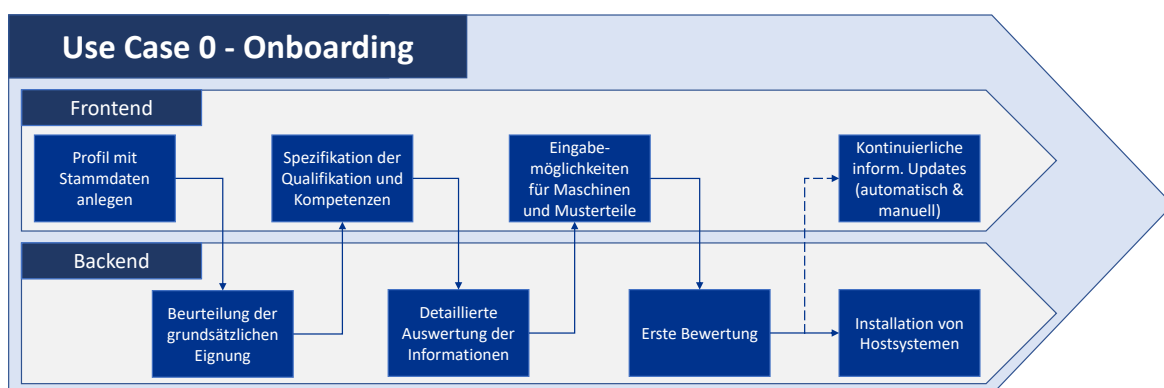 Use Case 0 - Onboarding
Frontend
Profil mit
Stammdaten
anlegen
Spezifikation der
Qualifikation und
Kompetenzen
Eingabe-
möglichkeiten
für Maschinen
und Musterteile
Kontinuierliche
inform. Updates
(automatisch &
manuell)
Backend
Beurteilung der
grundsätzlichen
Eignung
Detaillierte
Auswertung der
Informationen
Erste Bewertung
Installation von
Hostsystemen